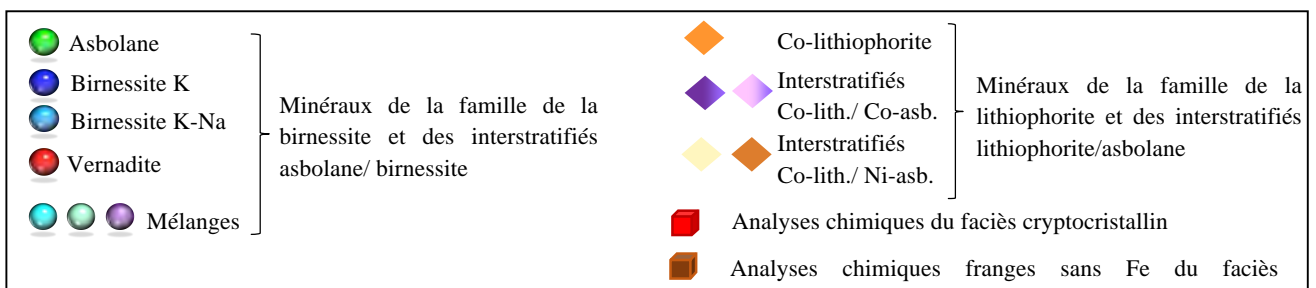 Asbolane
Birnessite K
Birnessite K-Na
Vernadite
Mélanges
Minéraux de la famille de la
birnessite et des interstratifiés
asbolane/ birnessite
Co-lithiophorite
Interstratifiés
Co-lith./ Co-asb.
Interstratifiés
Co-lith./ Ni-asb.
Minéraux de la famille de la
lithiophorite et des interstratifiés
lithiophorite/asbolane
Analyses chimiques du faciès cryptocristallin
Analyses chimiques franges sans Fe du faciès